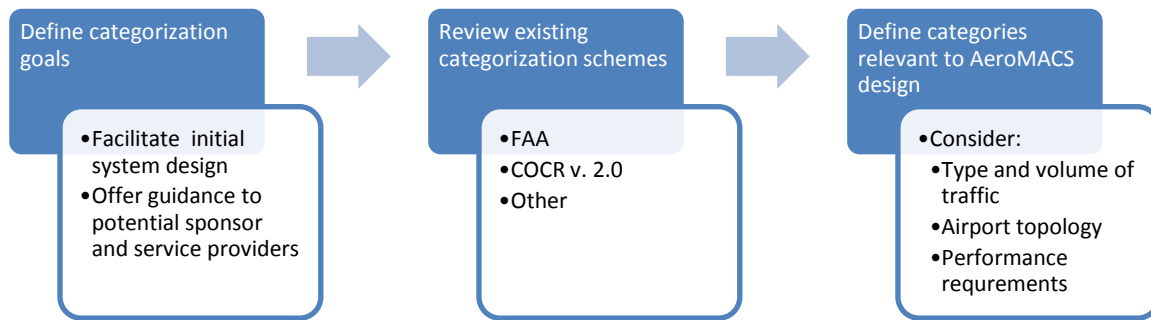 Define categorization
goals
•Facilitate initial
system design
•Offer guidance to
potential sponsor
and service providers
Review existing
categorization schemes
•FAA
•COCR v. 2.0
•Other
Define categories
relevant to AeroMACS
design
•Consider:
•Type and volume of
traffic
•Airport topology
•Performance
requrements